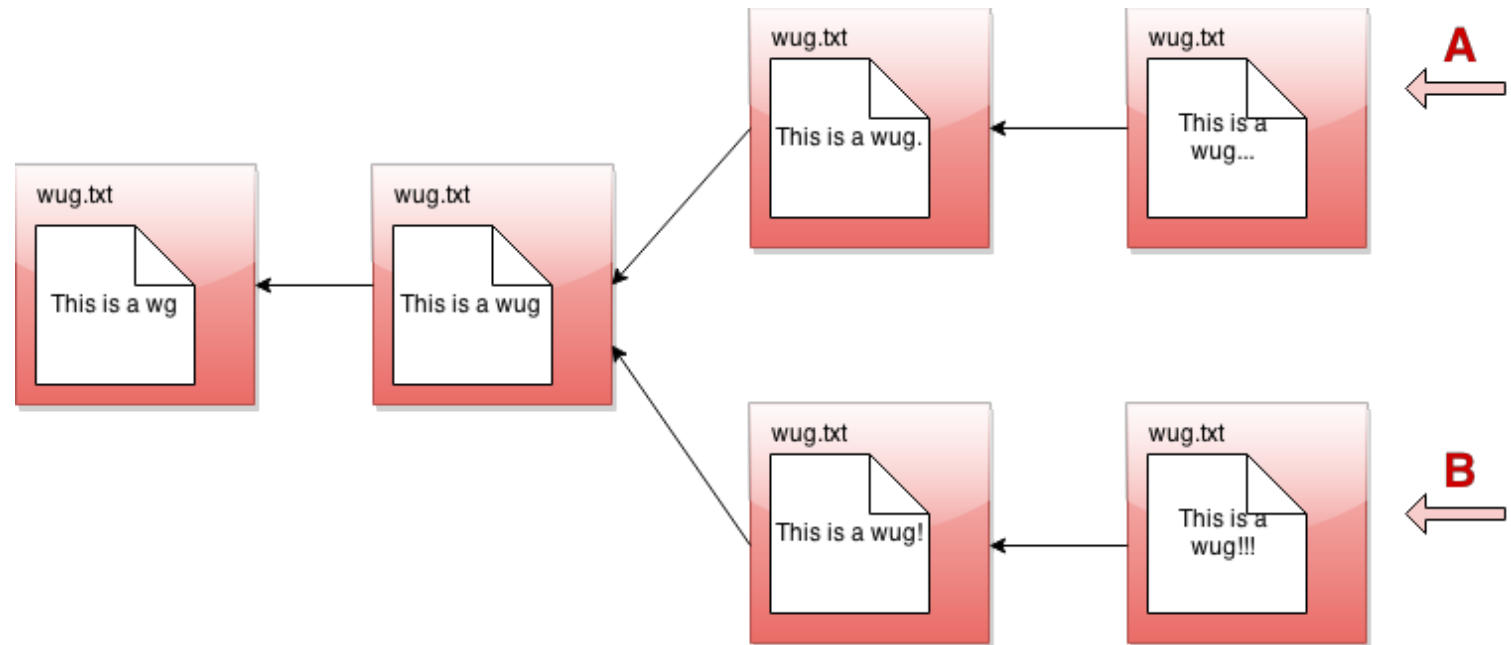 wug.txt
This is a wg
wug.txt
This is a wug
wug.txt
This is a wug.
wug.txt
This is a
wug...
A
wug.txt
This is a wug!
wug.txt
This is a
wug!!!
B